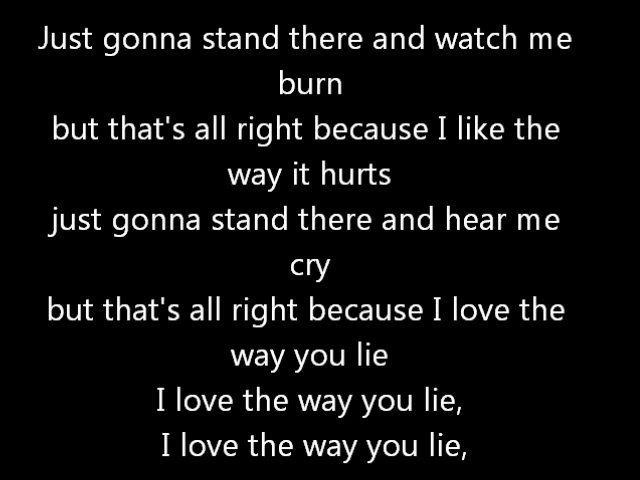 Just gonna stand there and watch me
burn
but that's all right because I like the
way it hurts
just gonna stand there and hear me
cry
but that's all right because I love the
way you lie
I love the way you lie,
I love the way you lie,